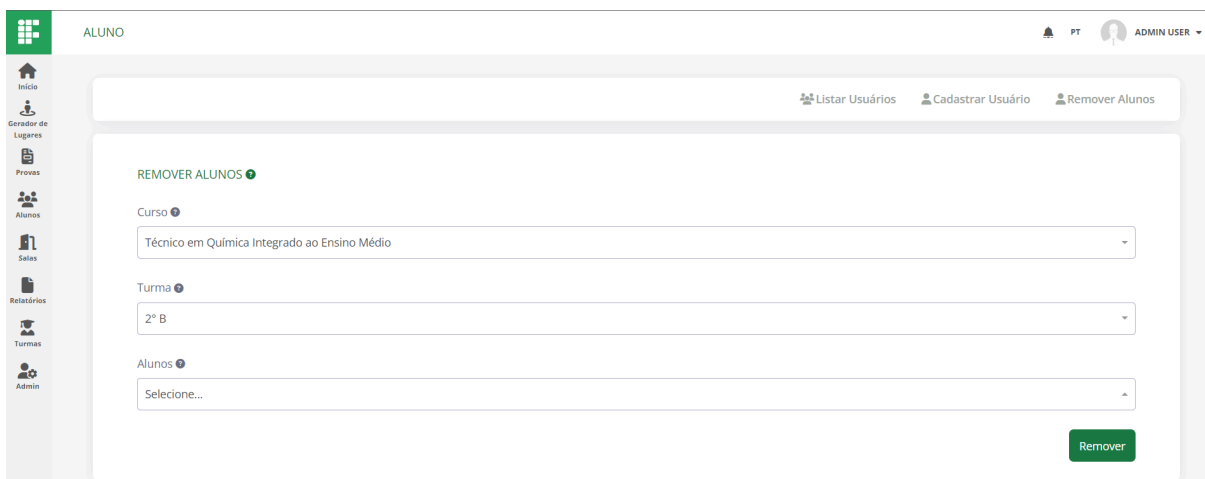 ALUNO
PT
ADMIN USER
Início
Gerador de
Lugares
Provas
Alunos
Salas
Relatórios
Turmas
Admin
Listar Usuários
Cadastrar Usuário
Remover Alunos
REMOVER ALUNOS
Curso
Técnico em Química Integrado ao Ensino Médio
Turma
2° B
Alunos
Selecione...
Remover